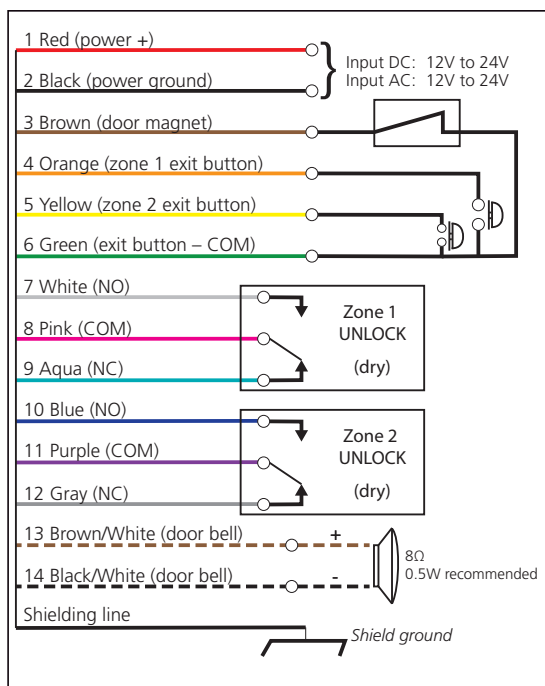 1 Red (power +)
Input DC: 12V to 24V
Input AC: 12V to 24V
2 Black (power ground)
3 Brown (door magnet)
4 Orange (zone 1 exit button)
5 Yellow (zone 2 exit button)
6 Green (exit button – COM)
7 White (NO)
8 Pink (COM)
9 Aqua (NC)
Zone 1
UNLOCK
(dry)
10 Blue (NO)
11 Purple (COM)
12 Gray (NC)
Zone 2
UNLOCK
(dry)
13 Brown/White (door bell)
+
14 Black/White (door bell)
-
8Ω
0.5W recommended
Shielding line
Shield ground